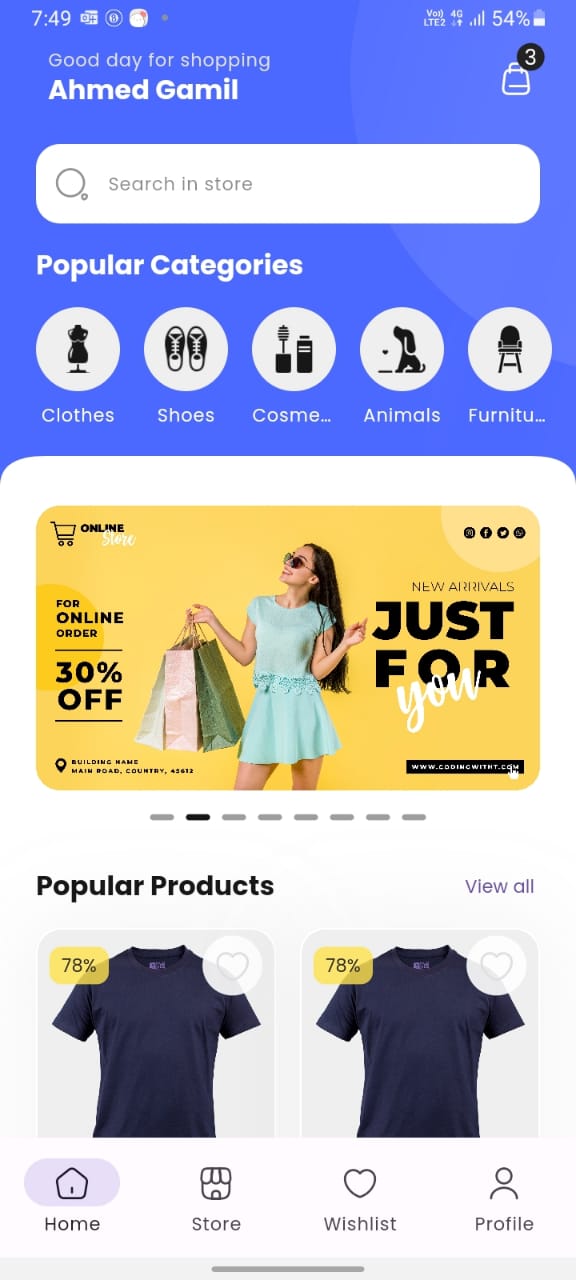 7:49
Vo))
LTE2
4G
54%
Good day for shopping
Ahmed Gamil
3
Search in store
Popular Categories
Clothes
Shoes
Cosme...
Animals
Furnitu...
ONLINE
Store
FOR
ONLINE
ORDER
30%
OFF
BUILDING NAME
MAIN ROAD, COUNTRY, 45612
NEW ARRIVALS
JUST
FOR
you
WWW.CODINGWITHT.COM
Popular Products
View all
78%
78%
Home
Store
Wishlist
Profile